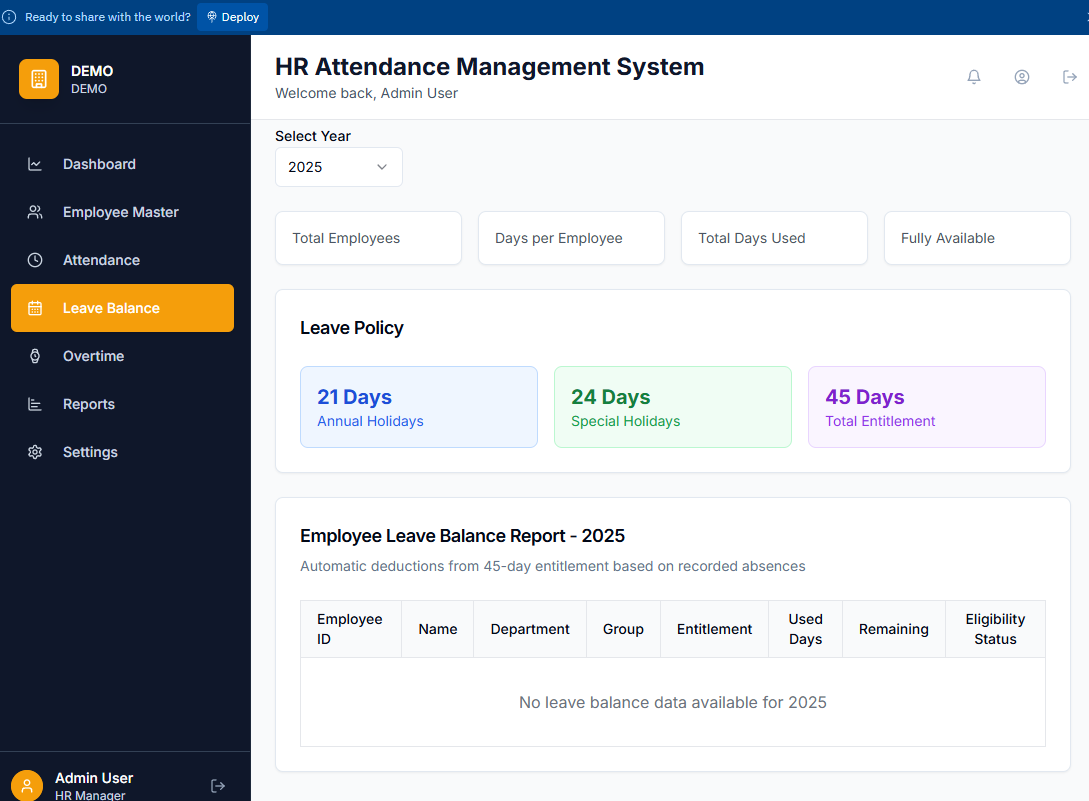 Ready to share with the world?
Deploy
DEMO
DEMO
Dashboard
Employee Master
Attendance
Leave Balance
Overtime
Reports
Settings
Admin User
HR Manager
HR Attendance Management System
Welcome back, Admin User
Select Year
2025
Total Employees
Days per Employee
Total Days Used
Fully Available
Leave Policy
21 Days
Annual Holidays
24 Days
Special Holidays
45 Days
Total Entitlement
Employee Leave Balance Report - 2025
Automatic deductions from 45-day entitlement based on recorded absences
Employee
ID
Name
Department
Group
Entitlement
Used
Days
Remaining
Eligibility
Status
No leave balance data available for 2025